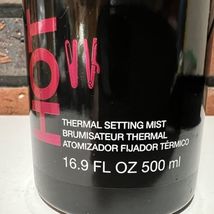 HOT
THERMAL SETTING MIST
BRUMISATEUR THERMAL
ATOMIZADOR FIJADOR TÉRMICO
16.9 FL OZ 500 ml